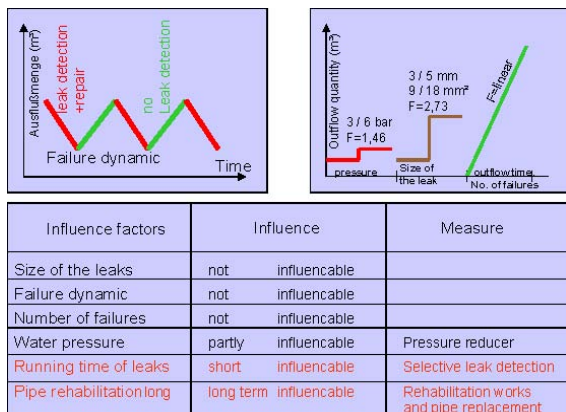 Ausflußmenge (m³)
leak detection
+repair
no
Leak detection
Failure dynamic
Time
Outflow quantity (m³)
3 / 6 bar
F=1,46
3 / 5 mm
9 / 18 mm²
F=2,73
F=linear
pressure
Size of
the leak
outflow time
No. of failures
Influence factors Influence Measure
Size of the leaks not influencable
Failure dynamic not influencable
Number of failures not influencable
Water pressure partly influencable Pressure reducer
Running time of leaks short influencable Selective leak detection
Pipe rehabilitation long long term influencable Rehabilitation works
and pipe replacement